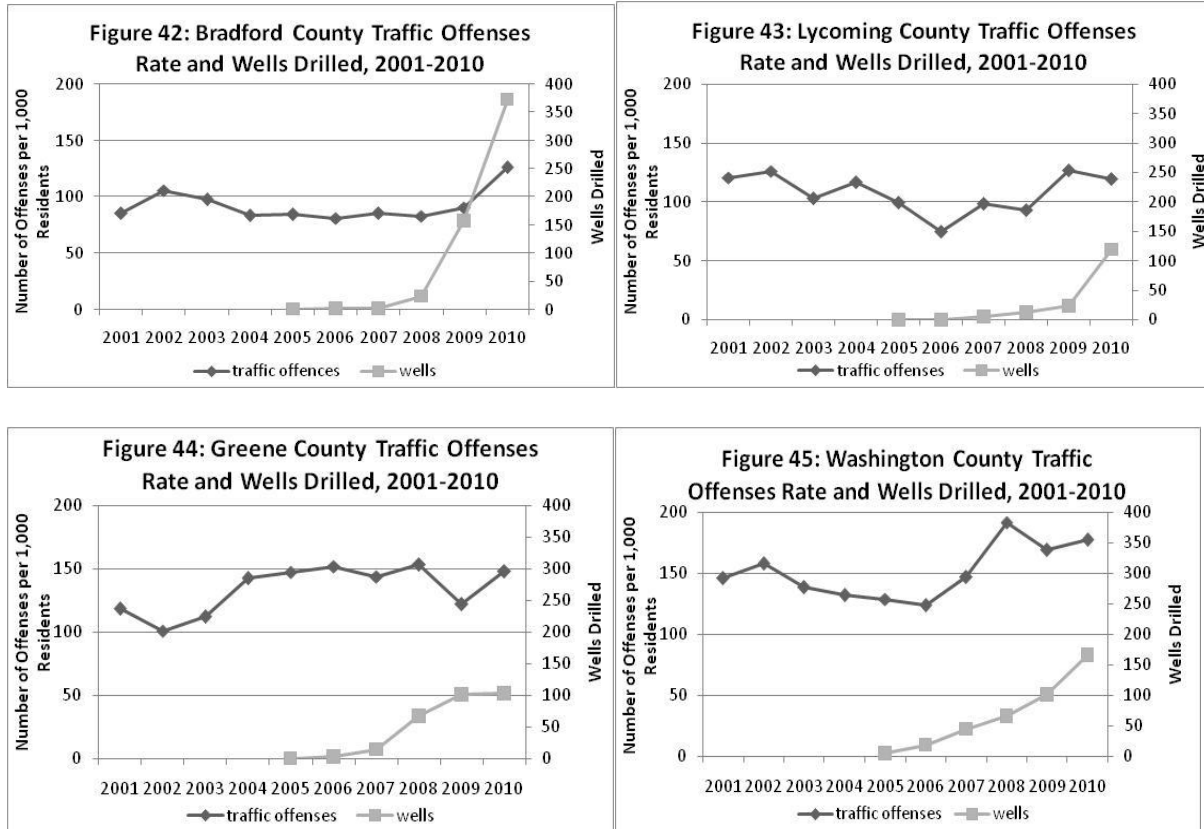 Figure 42: Bradford County Traffic Offenses
Rate and Wells Drilled, 2001-2010
Number of Offenses per 1,000
Residents
200
150
100
50
0
400
350
300
250
200
150
100
50
0
Wells Drilled
2001 2002 2003 2004 2005 2006 2007 2008 2009 2010
traffic offences wells
Figure 43: Lycoming County Traffic Offenses
Rate and Wells Drilled, 2001-2010
Number of Offenses per 1,000
Residents
200
150
100
50
0
400
350
300
250
200
150
100
50
0
Wells Drilled
2001 2002 2003 2004 2005 2006 2007 2008 2009 2010
traffic offenses wells
Figure 44: Greene County Traffic Offenses
Rate and Wells Drilled, 2001-2010
Number of Offenses per 1,000
Residents
200
150
100
50
0
400
350
300
250
200
150
100
50
0
Wells Drilled
2001 2002 2003 2004 2005 2006 2007 2008 2009 2010
traffic offenses wells
Figure 45: Washington County Traffic
Offenses Rate and Wells Drilled, 2001-2010
Number of Offenses per 1,000
Residents
200
150
100
50
0
400
350
300
250
200
150
100
50
0
Wells Drilled
2001 2002 2003 2004 2005 2006 2007 2008 2009 2010
traffic offenses wells